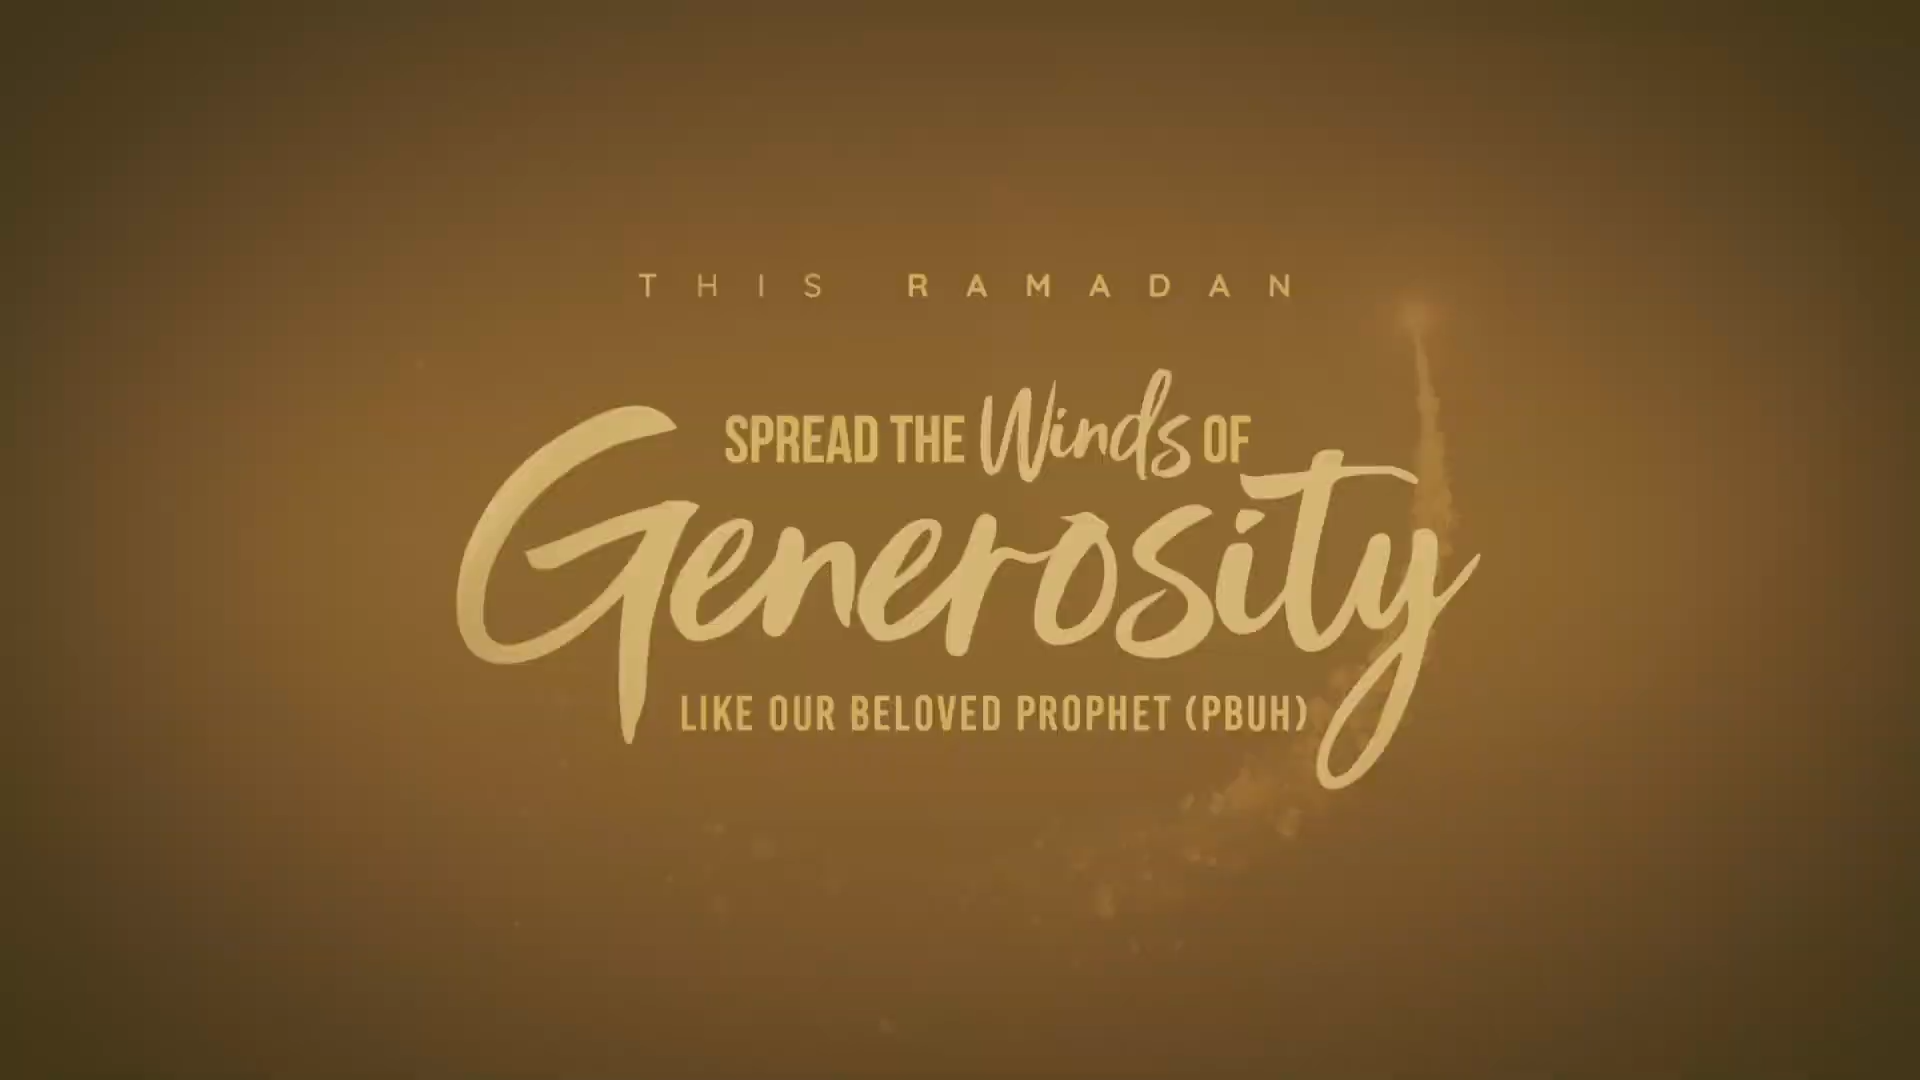 THIS RAMADAN
SPREAD THE Winds OF
Generosity
LIKE OUR BELOVED PROPHET (PBUH)